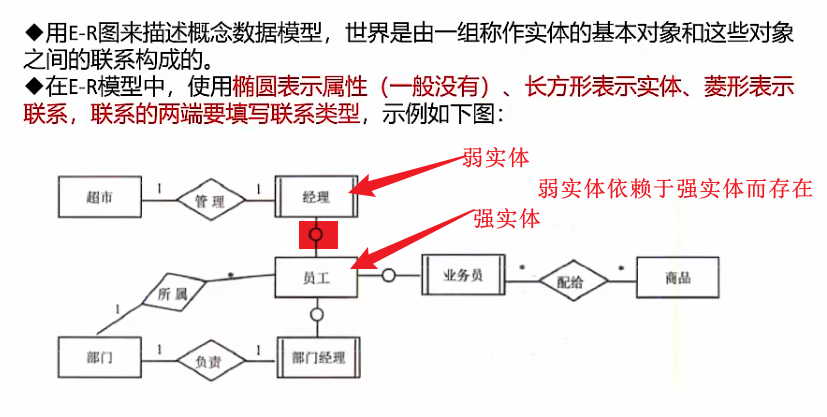 ◆用E-R图来描述概念数据模型，世界是由一组称作实体的基本对象和这些对象
之间的联系构成的。
◆在E-R模型中，使用椭圆表示属性（一般没有）、长方形表示实体、菱形表示
联系，联系的两端要填写联系类型，示例如下图：
弱实体
超市 1 管理 1 经理
弱实体依赖于强实体而存在
强实体
员工 业务员 * 配给 * 商品
所属 *
1
部门 1 负责 1 部门经理